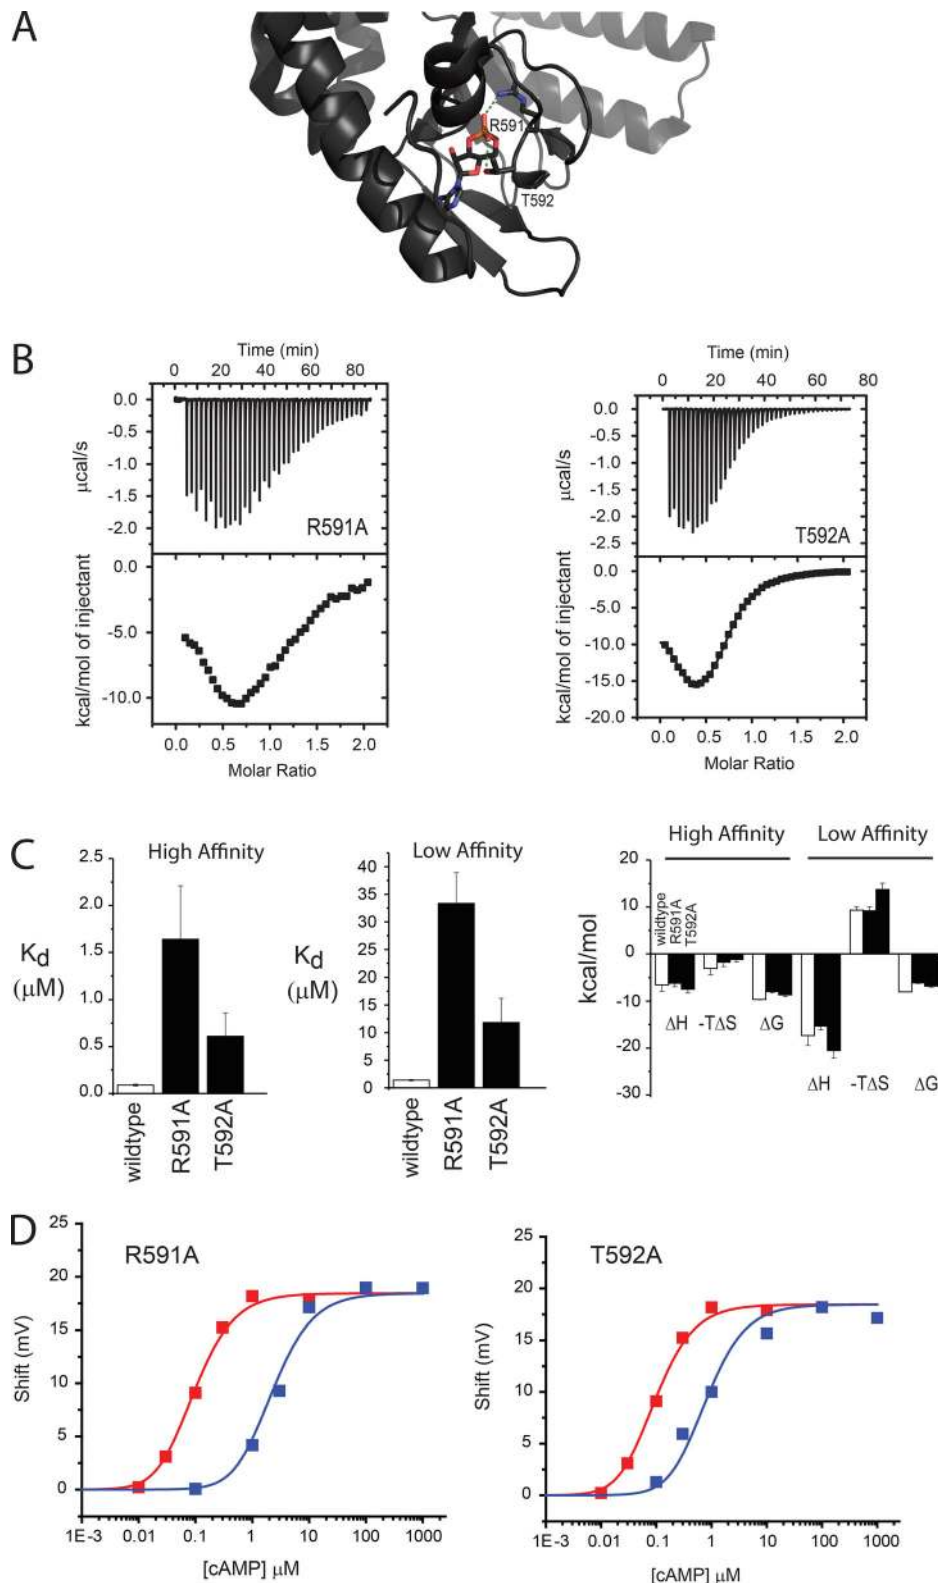 A
R591
T592
B
Time (min)
0 20 40 60 80
0.0
-0.5
-1.0
-1.5
-2.0
µcal/s
R591A
0.0
-5.0
-10.0
kcal/mol of injectant
0.0 0.5 1.0 1.5 2.0
Molar Ratio
Time (min)
0 20 40 60 80
0.0
-0.5
-1.0
-1.5
-2.0
-2.5
µcal/s
T592A
0.0
-5.0
-10.0
-15.0
-20.0
kcal/mol of injectant
0.0 0.5 1.0 1.5 2.0
Molar Ratio
C
High Affinity
2.5
2.0
1.5
1.0
0.5
0.0
Kd
(µM)
wildtype
R591A
T592A
Low Affinity
40
35
30
25
20
15
10
5
0
Kd
(µM)
wildtype
R591A
T592A
High Affinity Low Affinity
20
10
0
-10
-20
-30
kcal/mol
wildtype
R591A
T592A
ΔH -TΔS ΔG
ΔH -TΔS ΔG
D
R591A
25
20
15
10
5
0
Shift (mV)
1E-3 0.01 0.1 1 10 100 1000
[cAMP] µM
T592A
25
20
15
10
5
0
Shift (mV)
1E-3 0.01 0.1 1 10 100 1000
[cAMP] µM